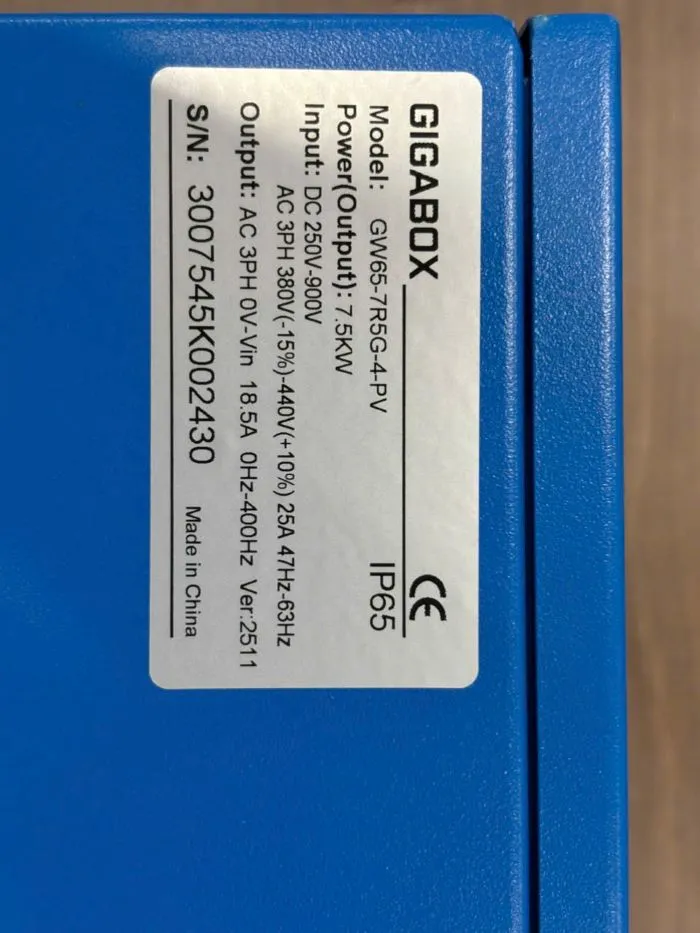 GIGABOX CE
Model: GW65-7R5G-4-PV IP65
Power(Output): 7.5KW
Input: DC 250V-900V
AC 3PH 380V(-15%)-440V(+10%) 25A 47Hz-63Hz
Output: AC 3PH 0V-Vin 18.5A 0Hz-400Hz Ver:2511
S/N: 3007545K002430 Made in China